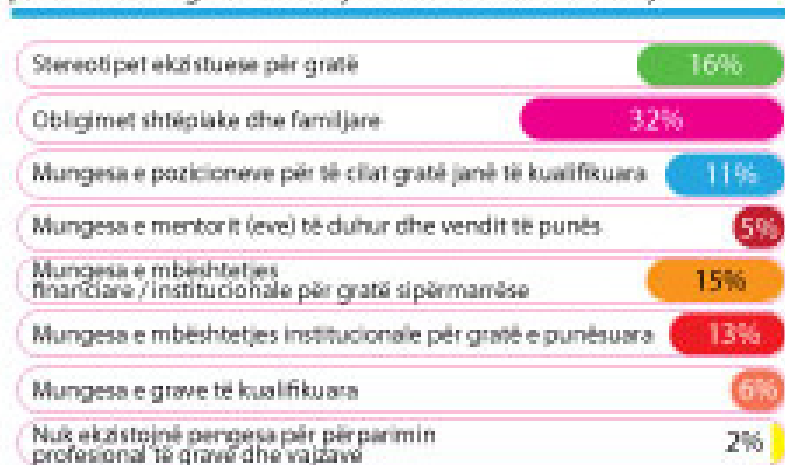 Stereotipet ekzistuese për gratë
16%
Obligimet shtëpiake dhe familjare
32%
Mungesa e pozicioneve për të cilat gratë janë të kualifikuara
11%
Mungesa e mentorit (eve) të duhur dhe vendit të punës
5%
Mungesa e mbështetjes
financiare / institucionale për gratë sipërmarrëse
15%
Mungesa e mbështetjes institucionale për gratë e punësuara
13%
Mungesa e grave të kualifikuara
6%
Nuk ekzistojnë pengesa për përparimin
profesional të grave dhe vajzave
2%